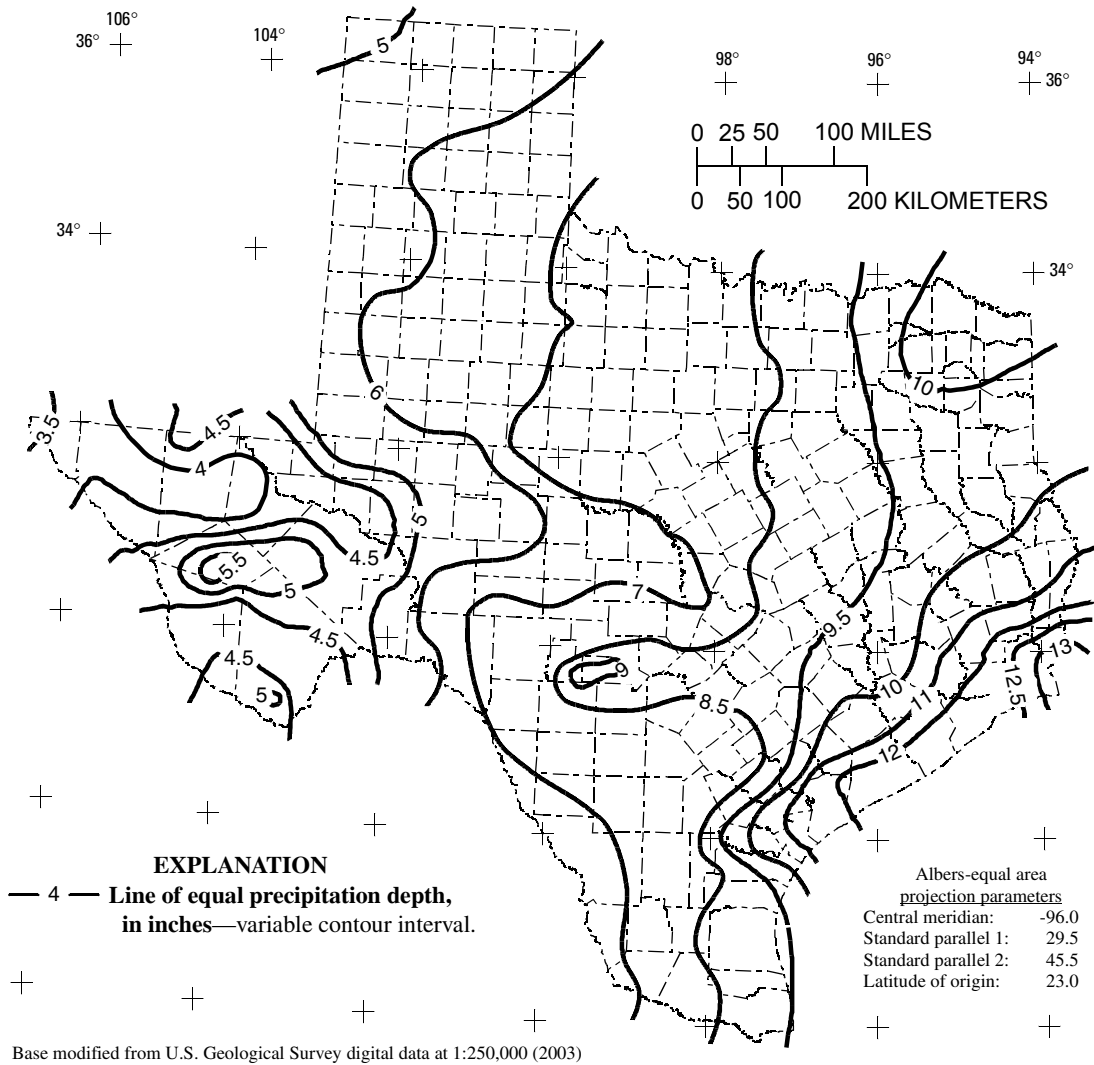 106°
36°
104°
5
98°
96°
94°
36°
0 25 50 100 MILES
0 50 100 200 KILOMETERS
34°
34°
6
10
3.5
4.5
4
5
4.5
5.5
5
7
4.5
9.5
4.5
9
13
5
8.5
10
12.5
11
12
EXPLANATION
4 Line of equal precipitation depth,
in inches—variable contour interval.
Albers-equal area
projection parameters
Central meridian: -96.0
Standard parallel 1: 29.5
Standard parallel 2: 45.5
Latitude of origin: 23.0
Base modified from U.S. Geological Survey digital data at 1:250,000 (2003)